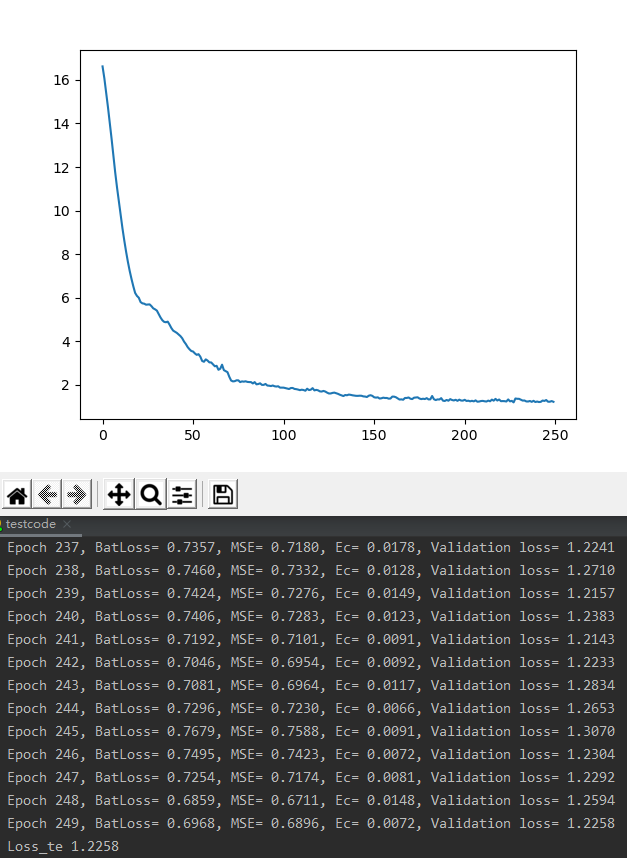 16
14
12
10
8
6
4
2
0 50 100 150 200 250
testcode
Epoch 237, BatLoss= 0.7357, MSE= 0.7180, Ec= 0.0178, Validation loss= 1.2241
Epoch 238, BatLoss= 0.7460, MSE= 0.7332, Ec= 0.0128, Validation loss= 1.2710
Epoch 239, BatLoss= 0.7424, MSE= 0.7276, Ec= 0.0149, Validation loss= 1.2157
Epoch 240, BatLoss= 0.7406, MSE= 0.7283, Ec= 0.0123, Validation loss= 1.2383
Epoch 241, BatLoss= 0.7192, MSE= 0.7101, Ec= 0.0091, Validation loss= 1.2143
Epoch 242, BatLoss= 0.7046, MSE= 0.6954, Ec= 0.0092, Validation loss= 1.2233
Epoch 243, BatLoss= 0.7081, MSE= 0.6964, Ec= 0.0117, Validation loss= 1.2834
Epoch 244, BatLoss= 0.7296, MSE= 0.7230, Ec= 0.0066, Validation loss= 1.2653
Epoch 245, BatLoss= 0.7679, MSE= 0.7588, Ec= 0.0091, Validation loss= 1.3070
Epoch 246, BatLoss= 0.7495, MSE= 0.7423, Ec= 0.0072, Validation loss= 1.2304
Epoch 247, BatLoss= 0.7254, MSE= 0.7174, Ec= 0.0081, Validation loss= 1.2292
Epoch 248, BatLoss= 0.6859, MSE= 0.6711, Ec= 0.0148, Validation loss= 1.2594
Epoch 249, BatLoss= 0.6968, MSE= 0.6896, Ec= 0.0072, Validation loss= 1.2258
Loss_te 1.2258